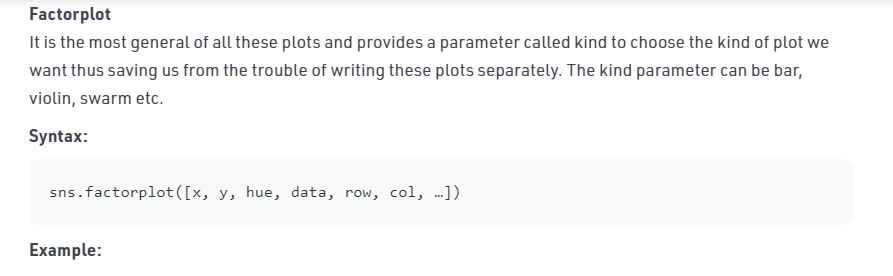 Factorplot
It is the most general of all these plots and provides a parameter called kind to choose the kind of plot we
want thus saving us from the trouble of writing these plots separately. The kind parameter can be bar,
violin, swarm etc.
Syntax:
sns.factorplot([x, y, hue, data, row, col, …])
Example: